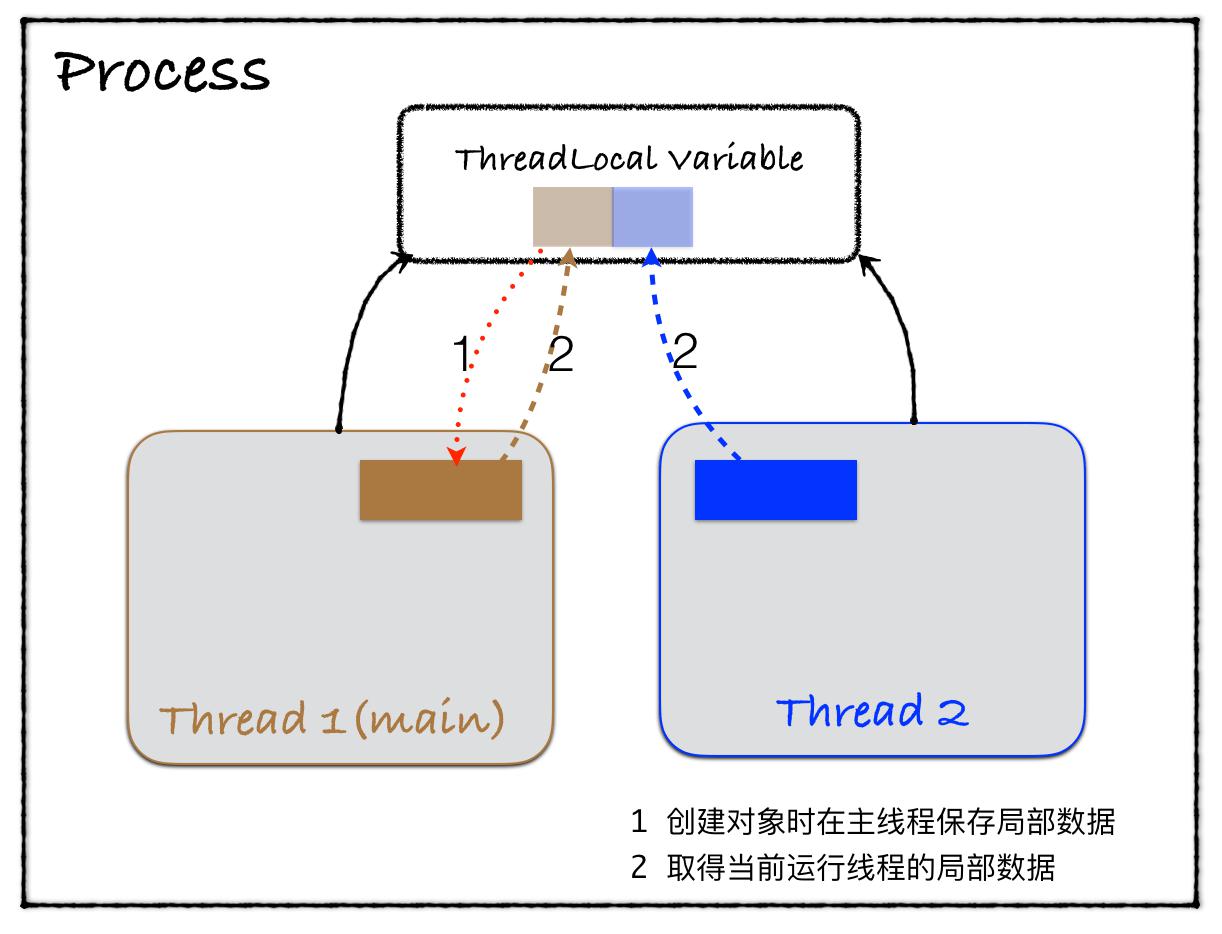 Process
ThreadLocal Variable
1
2
2
Thread 1(main)
Thread 2
1 创建对象时在主线程保存局部数据
2 取得当前运行线程的局部数据